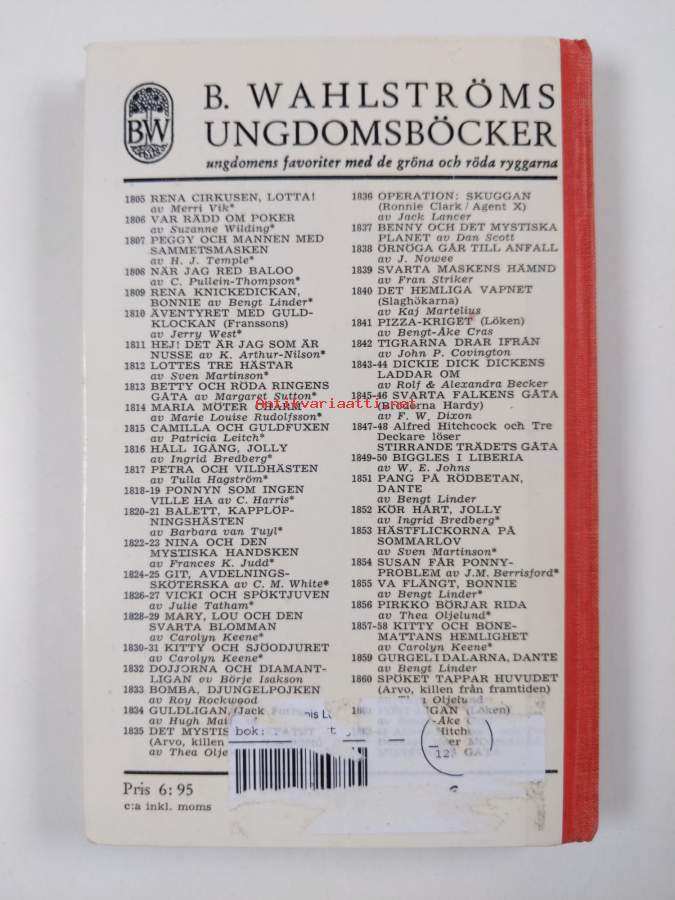 BW
B. WAHLSTRÖMS
UNGDOMSBÖCKER
ungdomens favoriter med de gröna och röda ryggarna
1805 RENA CIRKUSEN, LOTTA!
av Merri Vik*
1806 VAR RÄDD OM POKER
av Suzanne Wilding*
1807 PEGGY OCH MANNEN MED
SAMMETSMASKEN
av H. J. Temple*
1808 NÄR JAG RED BALOO
av C. Pullein-Thompson*
1809 RENA KNICKEDICKAN,
BONNIE av Bengt Linder*
1810 ÄVENTYRET MED GULD-
KLOCKAN (Franssons)
av Jerry West*
1811 HEJ! DET ÄR JAG SOM ÄR
NUSSE av K. Arthur-Nilson*
1812 LOTTES TRE HÄSTAR
av Sven Martinson*
1813 BETTY OCH RÖDA RINGENS
GÅTA av Margaret Sutton*
1814 MARIA MÖTER CHARM
av Marie Louise Rudolfsson*
1815 CAMILLA OCH GULDFUXEN
av Patricia Leitch*
1816 HÅLL IGÅNG, JOLLY
av Ingrid Bredberg*
1817 PETRA OCH VILDHÄSTEN
av Tulla Hagström*
1818-19 PONNYN SOM INGEN
VILLE HA av C. Harris*
1820-21 BALETT, KAPPLÖP-
NINGSHÄSTEN
av Barbara van Tuyl*
1822-23 NINA OCH DEN
MYSTISKA HANDSKEN
av Frances K. Judd*
1824-25 GIT, AVDELNINGS-
SKÖTERSKA av C. M. White*
1826-27 VICKI OCH SPÖKTJUVEN
av Julie Tatham*
1828-29 MARY, LOU OCH DEN
SVARTA BLOMMAN
av Carolyn Keene*
1830-31 KITTY OCH SJÖODJURET
av Carolyn Keene*
1832 DOJJORNA OCH DIAMANT-
LIGAN ov Börje Isakson
1833 BOMBA, DJUNGELPOJKEN
av Roy Rockwood
1834 GULDLIGAN, (Jack
av Hugh
1835 DET
(Arvo, killen
av Thea
1836 OPERATION: SKUGGAN
(Ronnie Clark / Agent X)
av Jack Lancer
1837 BENNY OCH DET MYSTISKA
PLANET av Dan Scott
1838 ÖRNÖGA GÅR TILL ANFALL
av J. Nowee
1839 SVARTA MASKENS HÄMND
av Fran Striker
1840 DET HEMLIGA VAPNET
(Slaghökarna)
av Kaj Martelius
1841 PIZZA-KRIGET (Löken)
av Bengt-Åke Cras
1842 TIGRARNA DRAR IFRÅN
av John P. Covington
1843-44 DICKIE DICK DICKENS
LADDAR OM
av Rolf & Alexandra Becker
1845-46 SVARTA FALKENS GÅTA
(Bröderna Hardy)
av F. W. Dixon
1847-48 Alfred Hitchcock och Tre
Deckare löser
STIRRANDE TRÄDETS GÅTA
1849-50 BIGGLES I LIBERIA
av W. E. Johns
1851 PANG PÅ RÖDBETAN,
DANTE
av Bengt Linder
1852 KÖR HÅRT, JOLLY
av Ingrid Bredberg*
1853 HÄSTFLICKORNA PÅ
SOMMARLOV
av Sven Martinson*
1854 SUSAN FÅR PONNY-
PROBLEM av J.M. Berrisford*
1855 VA FLÄNGT, BONNIE
av Bengt Linder*
1856 PIRKKO BÖRJAR RIDA
av Thea Oljelund*
1857-58 KITTY OCH BÖNE-
MATTANS HEMLIGHET
av Carolyn Keene*
1859 GURGEL I DALARNA, DANTE
av Bengt Linder
1860 SPÖKET TAPPAR HUVUDET
(Arvo, killen från framtiden)
Oljelund
(Löken)
bok:
Antikvariaatti.net
Pris 6:95
c:a inkl. moms